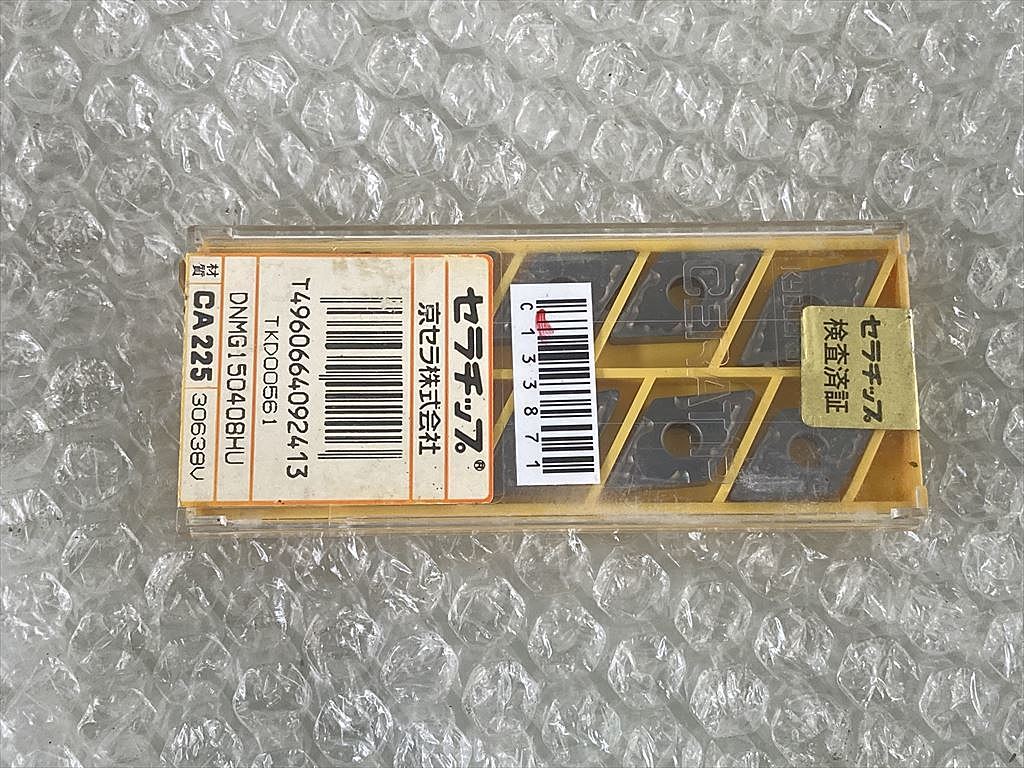 セラチップ®
京セラ株式会社
T4960664092413
TKD00561
DNMG150408HU
材質 CA225 30638V
C133871
セラチップ
検査済証